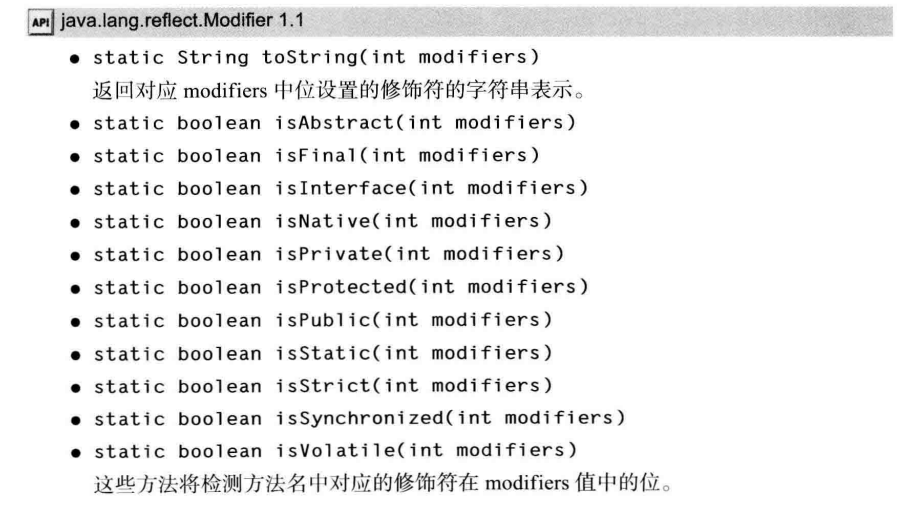 API java.lang.reflect.Modifier 1.1
● static String toString(int modifiers)
返回对应 modifiers 中位设置的修饰符的字符串表示。
● static boolean isAbstract(int modifiers)
● static boolean isFinal(int modifiers)
● static boolean isInterface(int modifiers)
● static boolean isNative(int modifiers)
● static boolean isPrivate(int modifiers)
● static boolean isProtected(int modifiers)
● static boolean isPublic(int modifiers)
● static boolean isStatic(int modifiers)
● static boolean isStrict(int modifiers)
● static boolean isSynchronized(int modifiers)
● static boolean isVolatile(int modifiers)
这些方法将检测方法名中对应的修饰符在 modifiers 值中的位。